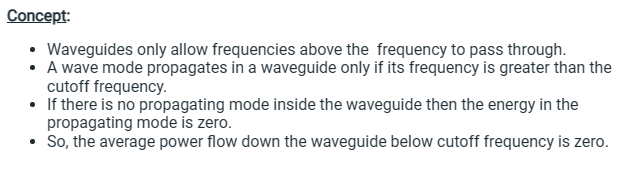 Concept:
• Waveguides only allow frequencies above the frequency to pass through.
• A wave mode propagates in a waveguide only if its frequency is greater than the
cutoff frequency.
• If there is no propagating mode inside the waveguide then the energy in the
propagating mode is zero.
• So, the average power flow down the waveguide below cutoff frequency is zero.